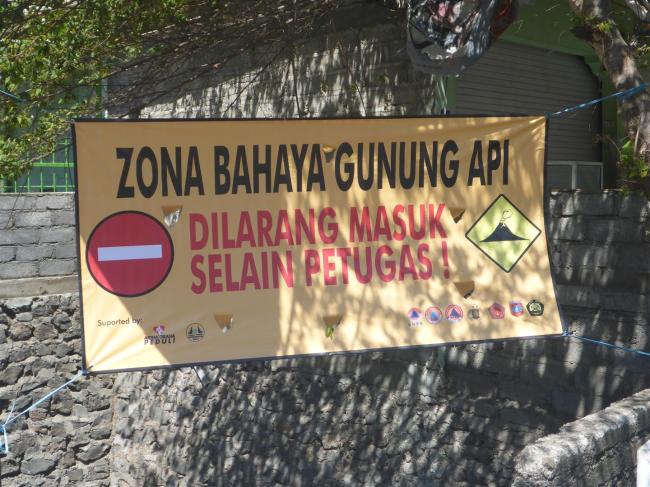 ZONA BAHAYA GUNUNG API
DILARANG MASUK
SELAIN PETUGAS !
Suported by:
PEDULI